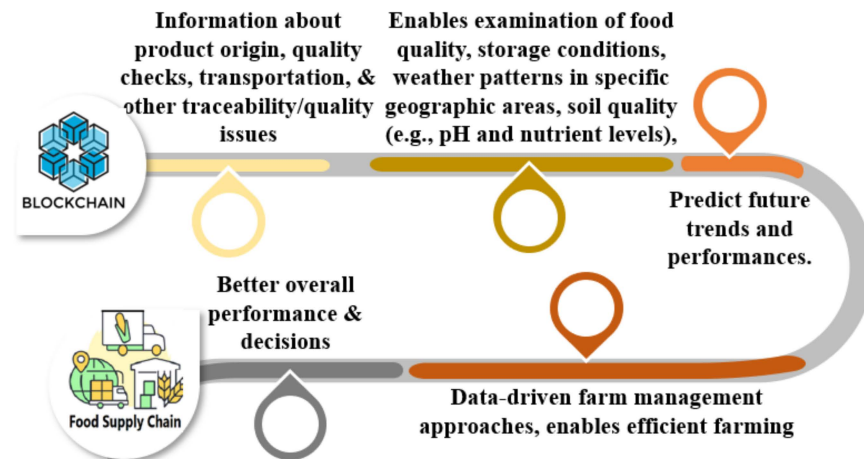 Information about
product origin, quality
checks, transportation, &
other traceability/quality
issues
Enables examination of food
quality, storage conditions,
weather patterns in specific
geographic areas, soil quality
(e.g., pH and nutrient levels),
BLOCKCHAIN
Predict future
trends and
performances.
Better overall
performance &
decisions
Food Supply Chain
Data-driven farm management
approaches, enables efficient farming